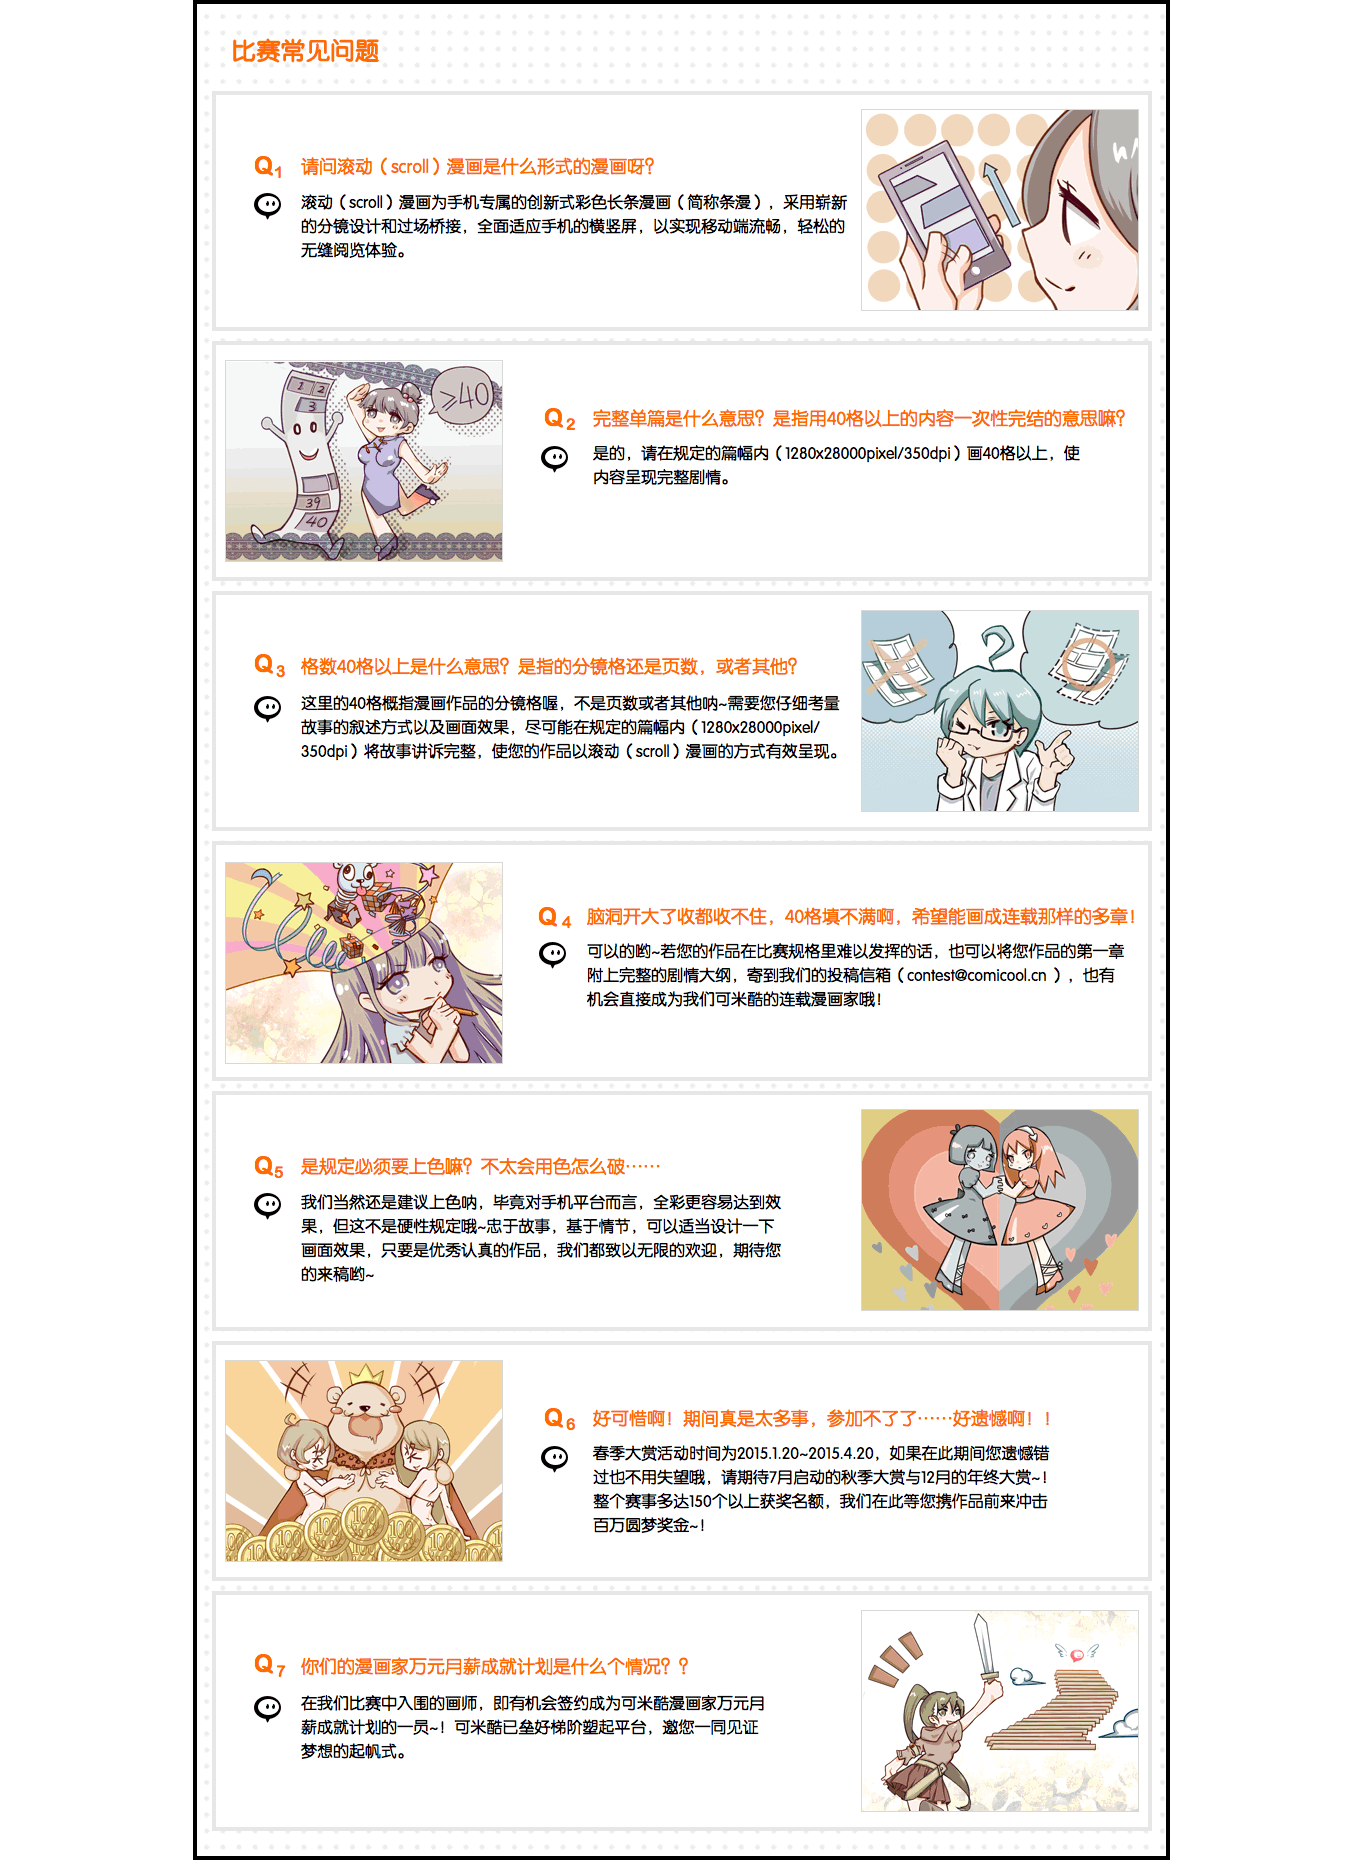 比赛常见问题
Q1 请问滚动（scroll）漫画是什么形式的漫画呀？
滚动（scroll）漫画为手机专属的创新式彩色长条漫画（简称条漫），采用崭新
的分镜设计和过场桥接，全面适应手机的横竖屏，以实现移动端流畅，轻松的
无缝阅览体验。
1 2
3
39
40
≥40
Q2 完整单篇是什么意思？是指用40格以上的内容一次性完结的意思嘛？
是的，请在规定的篇幅内（1280x28000pixel/350dpi）画40格以上，使
内容呈现完整剧情。
Q3 格数40格以上是什么意思？是指的分镜格还是页数，或者其他？
这里的40格概指漫画作品的分镜格喔，不是页数或者其他呐~需要您仔细考量
故事的叙述方式以及画面效果，尽可能在规定的篇幅内（1280x28000pixel/
350dpi）将故事讲诉完整，使您的作品以滚动（scroll）漫画的方式有效呈现。
Q4 脑洞开大了收都收不住，40格填不满啊，希望能画成连载那样的多章！
可以的哟~若您的作品在比赛规格里难以发挥的话，也可以将您作品的第一章
附上完整的剧情大纲，寄到我们的投稿信箱（contest@comicool.cn ），也有
机会直接成为我们可米酷的连载漫画家哦！
Q5 是规定必须要上色嘛？不太会用色怎么破……
我们当然还是建议上色呐，毕竟对手机平台而言，全彩更容易达到效
果，但这不是硬性规定哦~忠于故事，基于情节，可以适当设计一下
画面效果，只要是优秀认真的作品，我们都致以无限的欢迎，期待您
的来稿哟~
100 100 100 100 100
Q6 好可惜啊！期间真是太多事，参加不了了……好遗憾啊！！
春季大赏活动时间为2015.1.20~2015.4.20，如果在此期间您遗憾错
过也不用失望哦，请期待7月启动的秋季大赏与12月的年终大赏~！
整个赛事多达150个以上获奖名额，我们在此等您携作品前来冲击
百万圆梦奖金~！
Q7 你们的漫画家万元月薪成就计划是什么个情况？？
在我们比赛中入围的画师，即有机会签约成为可米酷漫画家万元月
薪成就计划的一员~！可米酷已垒好梯阶塑起平台，邀您一同见证
梦想的起帆式。